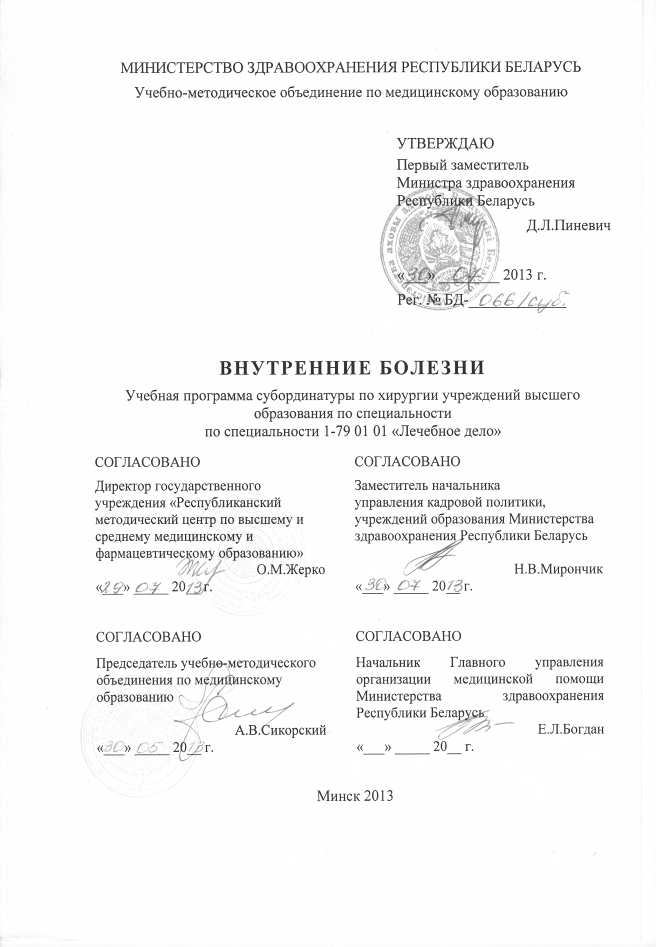 МИНИСТЕРСТВО ЗДРАВООХРАНЕНИЯ РЕСПУБЛИКИ БЕЛАРУСЬ
Учебно-методическое объединение по медицинскому образованию
УТВЕРЖДАЮ
Первый заместитель
Министра здравоохранения
Республики Беларусь
Д.Л.Пиневич
«30» 07 2013 г.
Рег. № БД-066/суб.
ВНУТРЕННИЕ БОЛЕЗНИ
Учебная программа субординатуры по хирургии учреждений высшего
образования по специальности
по специальности 1-79 01 01 «Лечебное дело»
СОГЛАСОВАНО
Директор государственного
учреждения «Республиканский
методический центр по высшему и
среднему медицинскому и
фармацевтическому образованию»
О.М.Жерко
«29» 07 2013г.
СОГЛАСОВАНО
Заместитель начальника
управления кадровой политики,
учреждений образования Министерства
здравоохранения Республики Беларусь
Н.В.Мирончик
«30» 07 2013г.
СОГЛАСОВАНО
Председатель учебно-методического
объединения по медицинскому
образованию
А.В.Сикорский
«30» 05 2013 г.
СОГЛАСОВАНО
Начальник Главного управления
организации медицинской помощи
Министерства здравоохранения
Республики Беларусь
Е.Л.Богдан
«___» _____ 20__ г.
Минск 2013